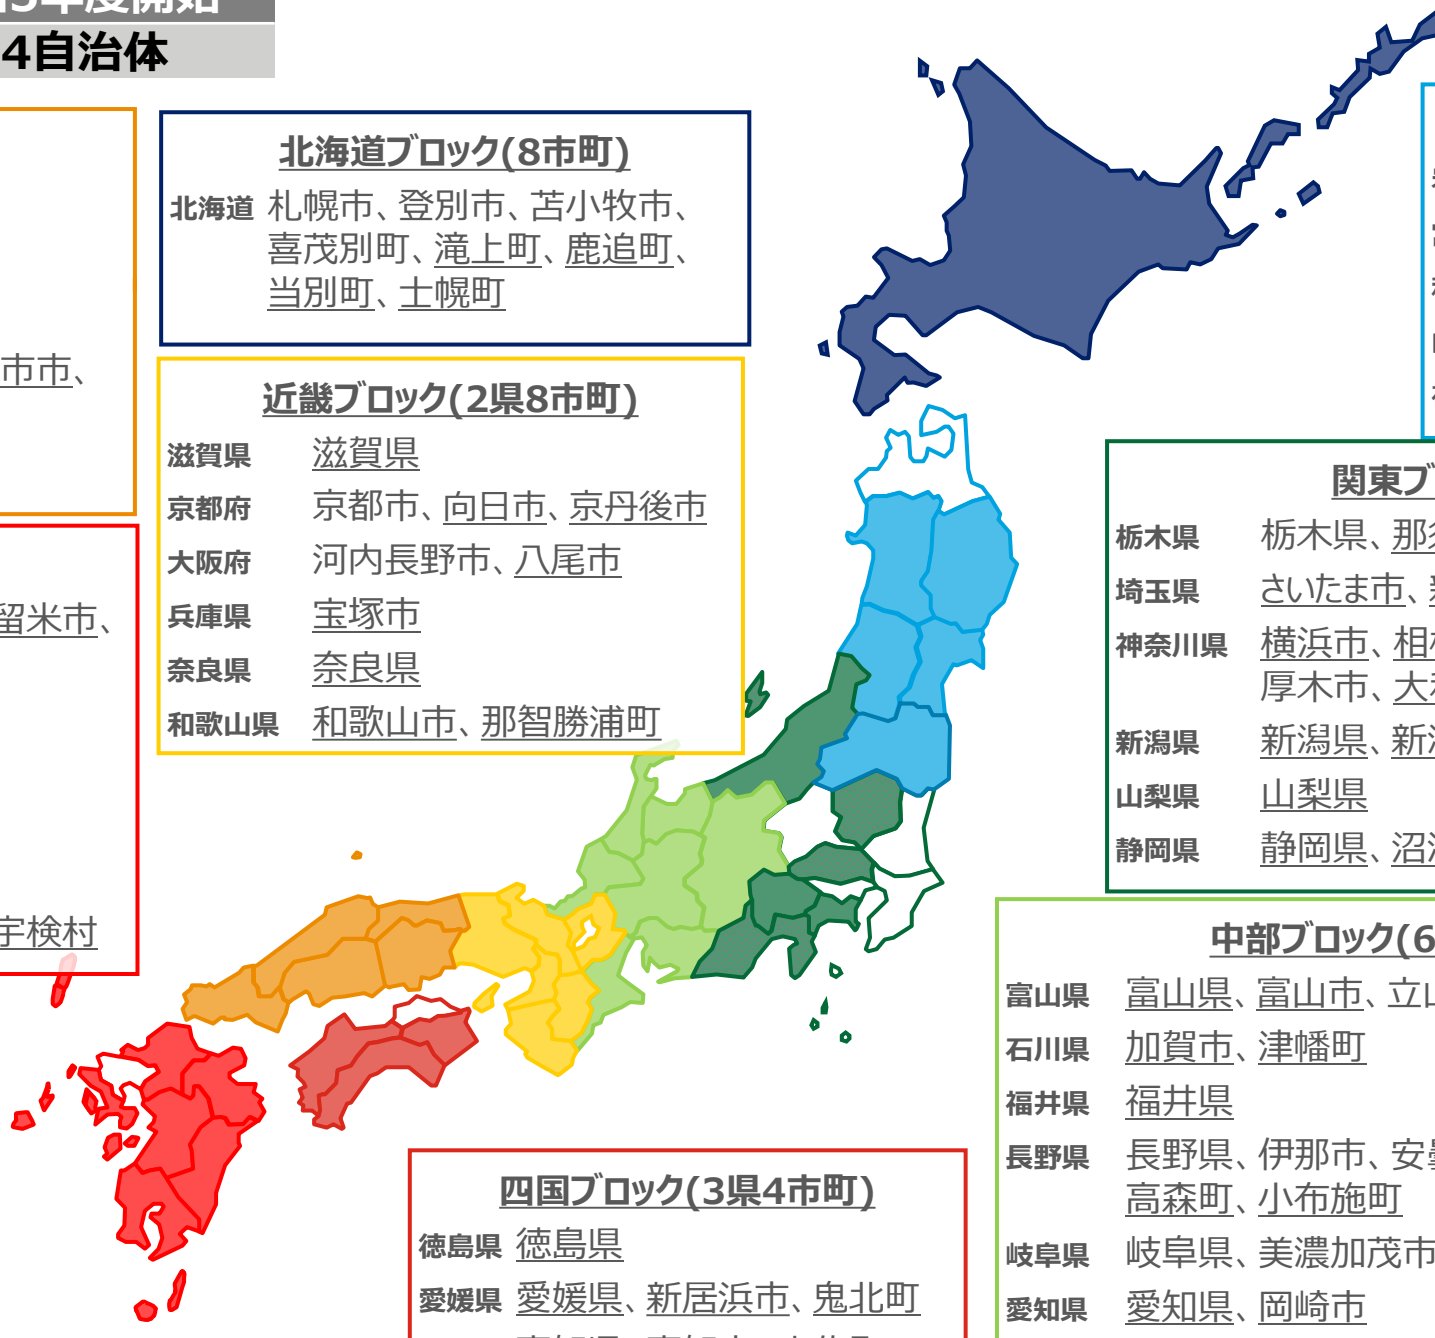 年度開始
4自治体
市市、
留米市、
宇検村
北海道ブロック(8市町)
北海道 札幌市、登別市、苫小牧市、
喜茂別町、滝上町、鹿追町、
当別町、士幌町
近畿ブロック(2県8市町)
滋賀県 滋賀県
京都府 京都市、向日市、京丹後市
大阪府 河内長野市、八尾市
兵庫県 宝塚市
奈良県 奈良県
和歌山県 和歌山市、那智勝浦町
関東ブ
栃木県 栃木県、那
埼玉県 さいたま市、
神奈川県 横浜市、相
厚木市、大
新潟県 新潟県、新
山梨県 山梨県
静岡県 静岡県、沼
中部ブロック(6
富山県 富山県、富山市、立
石川県 加賀市、津幡町
福井県 福井県
長野県 長野県、伊那市、安
高森町、小布施町
岐阜県 岐阜県、美濃加茂市
愛知県 愛知県、岡崎市
四国ブロック(3県4市町)
徳島県 徳島県
愛媛県 愛媛県、新居浜市、鬼北町